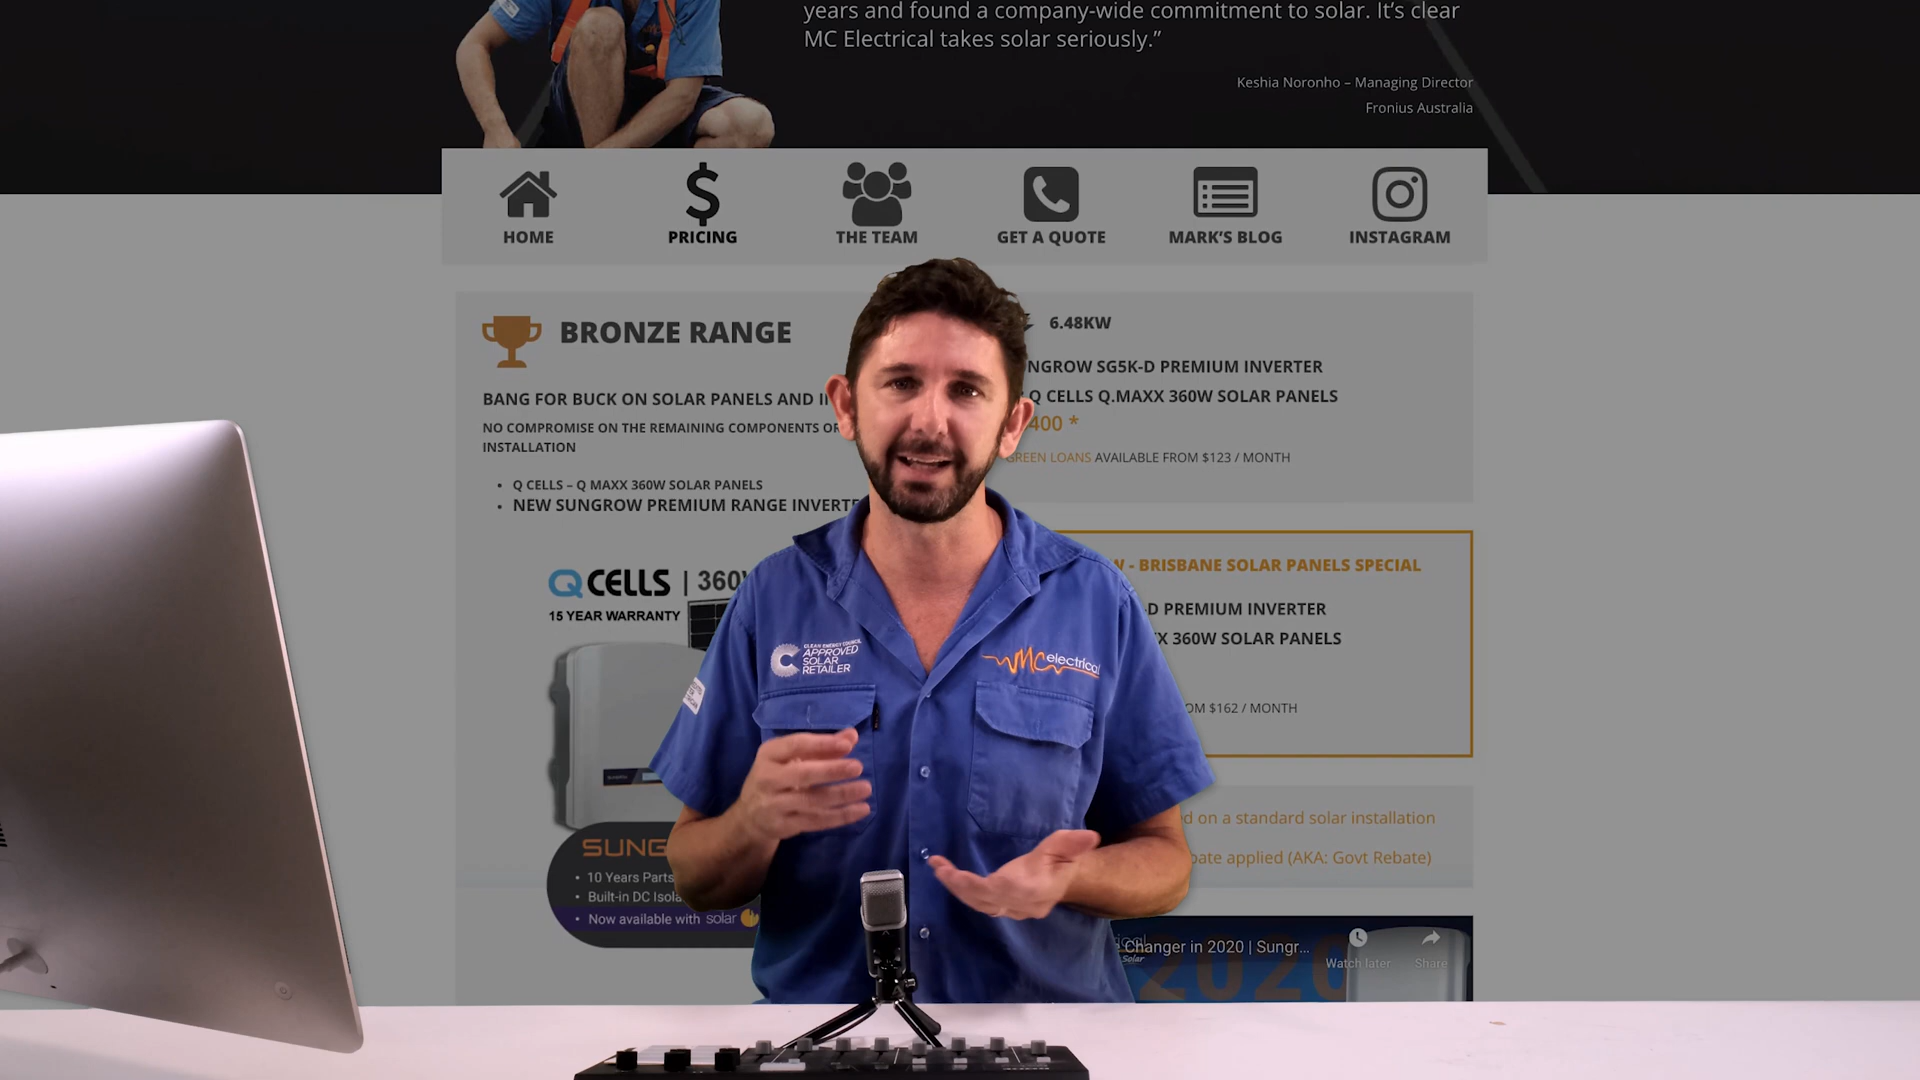 years and found a company-wide commitment to solar. It's clear
MC Electrical takes solar seriously.”
Keshia Noronho – Managing Director
Fronius Australia
HOME
PRICING
THE TEAM
GET A QUOTE
MARK'S BLOG
INSTAGRAM
BRONZE RANGE
BANG FOR BUCK ON SOLAR PANELS AND
NO COMPROMISE ON THE REMAINING COMPONENTS OR
INSTALLATION
• Q CELLS – Q MAXX 360W SOLAR PANELS
• NEW SUNGROW PREMIUM RANGE INVERTE
Q CELLS | 360W
15 YEAR WARRANTY
SUNG
• 10 Years Parts
• Built-in DC Isola
• Now available with solar
6.48KW
NGROW SG5K-D PREMIUM INVERTER
Q CELLS Q.MAXX 360W SOLAR PANELS
400 *
GREEN LOANS AVAILABLE FROM $123 / MONTH
W - BRISBANE SOLAR PANELS SPECIAL
-D PREMIUM INVERTER
X 360W SOLAR PANELS
OM $162 / MONTH
d on a standard solar installation
bate applied (AKA: Govt Rebate)
e Changer in 2020 | Sungr...
Watch later
Share
2020
CLEAN ENERGY COUNCIL
APPROVED
SOLAR
RETAILER
MC electrical